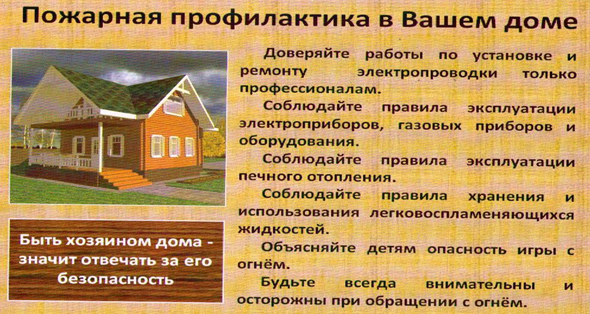 Пожарная профилактика в Вашем доме
Доверяйте работы по установке и
ремонту электропроводки только
профессионалам.
Соблюдайте правила эксплуатации
электроприборов, газовых приборов и
оборудования.
Соблюдайте правила эксплуатации
печного отопления.
Соблюдайте правила хранения и
использования легковоспламеняющихся
жидкостей.
Объясняйте детям опасность игры с
огнём.
Будьте всегда внимательны и
осторожны при обращении с огнём.
Быть хозяином дома -
значит отвечать за его
безопасность